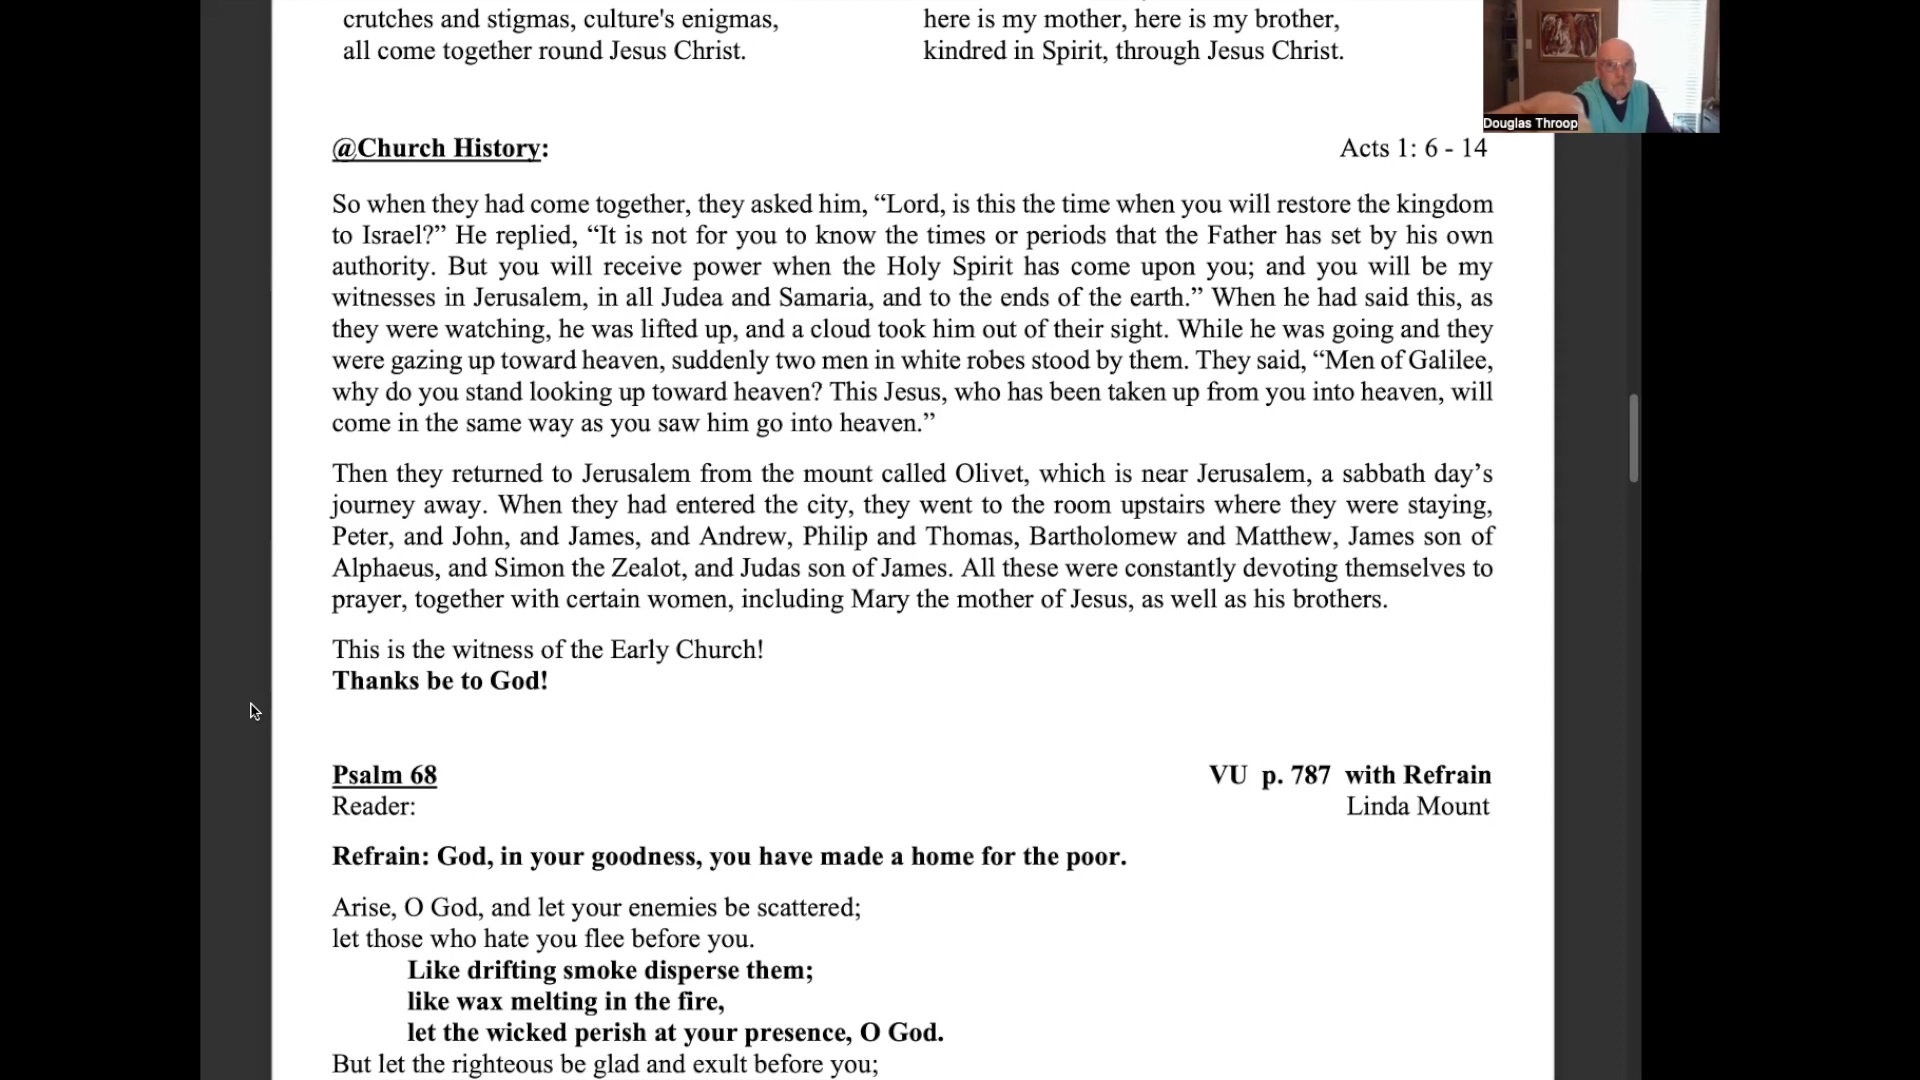 crutches and stigmas, culture's enigmas,
all come together round Jesus Christ.
here is my mother, here is my brother,
kindred in Spirit, through Jesus Christ.
Douglas Throop
@Church History:
Acts 1: 6 - 14
So when they had come together, they asked him, “Lord, is this the time when you will restore the kingdom
to Israel?” He replied, “It is not for you to know the times or periods that the Father has set by his own
authority. But you will receive power when the Holy Spirit has come upon you; and you will be my
witnesses in Jerusalem, in all Judea and Samaria, and to the ends of the earth.” When he had said this, as
they were watching, he was lifted up, and a cloud took him out of their sight. While he was going and they
were gazing up toward heaven, suddenly two men in white robes stood by them. They said, “Men of Galilee,
why do you stand looking up toward heaven? This Jesus, who has been taken up from you into heaven, will
come in the same way as you saw him go into heaven.”
Then they returned to Jerusalem from the mount called Olivet, which is near Jerusalem, a sabbath day’s
journey away. When they had entered the city, they went to the room upstairs where they were staying,
Peter, and John, and James, and Andrew, Philip and Thomas, Bartholomew and Matthew, James son of
Alphaeus, and Simon the Zealot, and Judas son of James. All these were constantly devoting themselves to
prayer, together with certain women, including Mary the mother of Jesus, as well as his brothers.
This is the witness of the Early Church!
Thanks be to God!
Psalm 68
VU p. 787 with Refrain
Reader:
Linda Mount
Refrain: God, in your goodness, you have made a home for the poor.
Arise, O God, and let your enemies be scattered;
let those who hate you flee before you.
Like drifting smoke disperse them;
like wax melting in the fire,
let the wicked perish at your presence, O God.
But let the righteous be glad and exult before you;